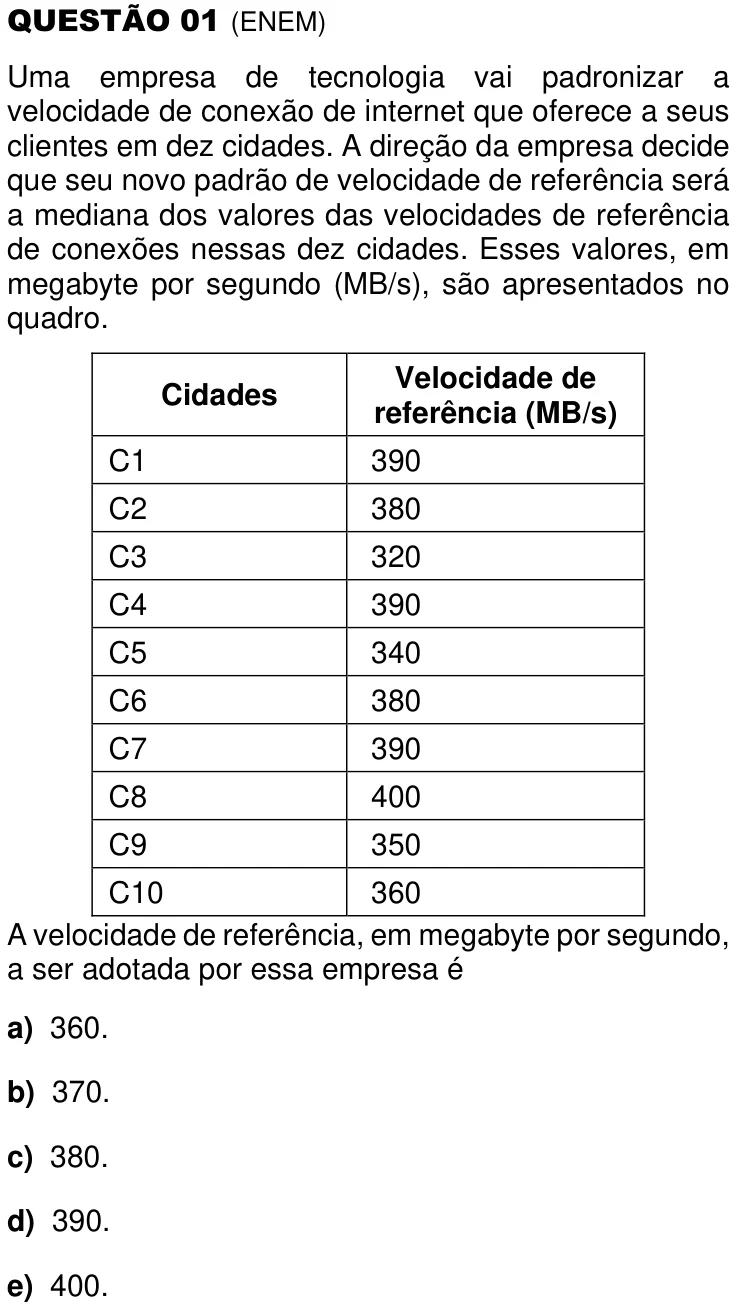 QUESTÃO 01 (ENEM)
Uma empresa de tecnologia vai padronizar a
velocidade de conexão de internet que oferece a seus
clientes em dez cidades. A direção da empresa decide
que seu novo padrão de velocidade de referência será
a mediana dos valores das velocidades de referência
de conexões nessas dez cidades. Esses valores, em
megabyte por segundo (MB/s), são apresentados no
quadro.
Cidades Velocidade de
referência (MB/s)
C1 390
C2 380
C3 320
C4 390
C5 340
C6 380
C7 390
C8 400
C9 350
C10 360
A velocidade de referência, em megabyte por segundo,
a ser adotada por essa empresa é
a) 360.
b) 370.
c) 380.
d) 390.
e) 400.